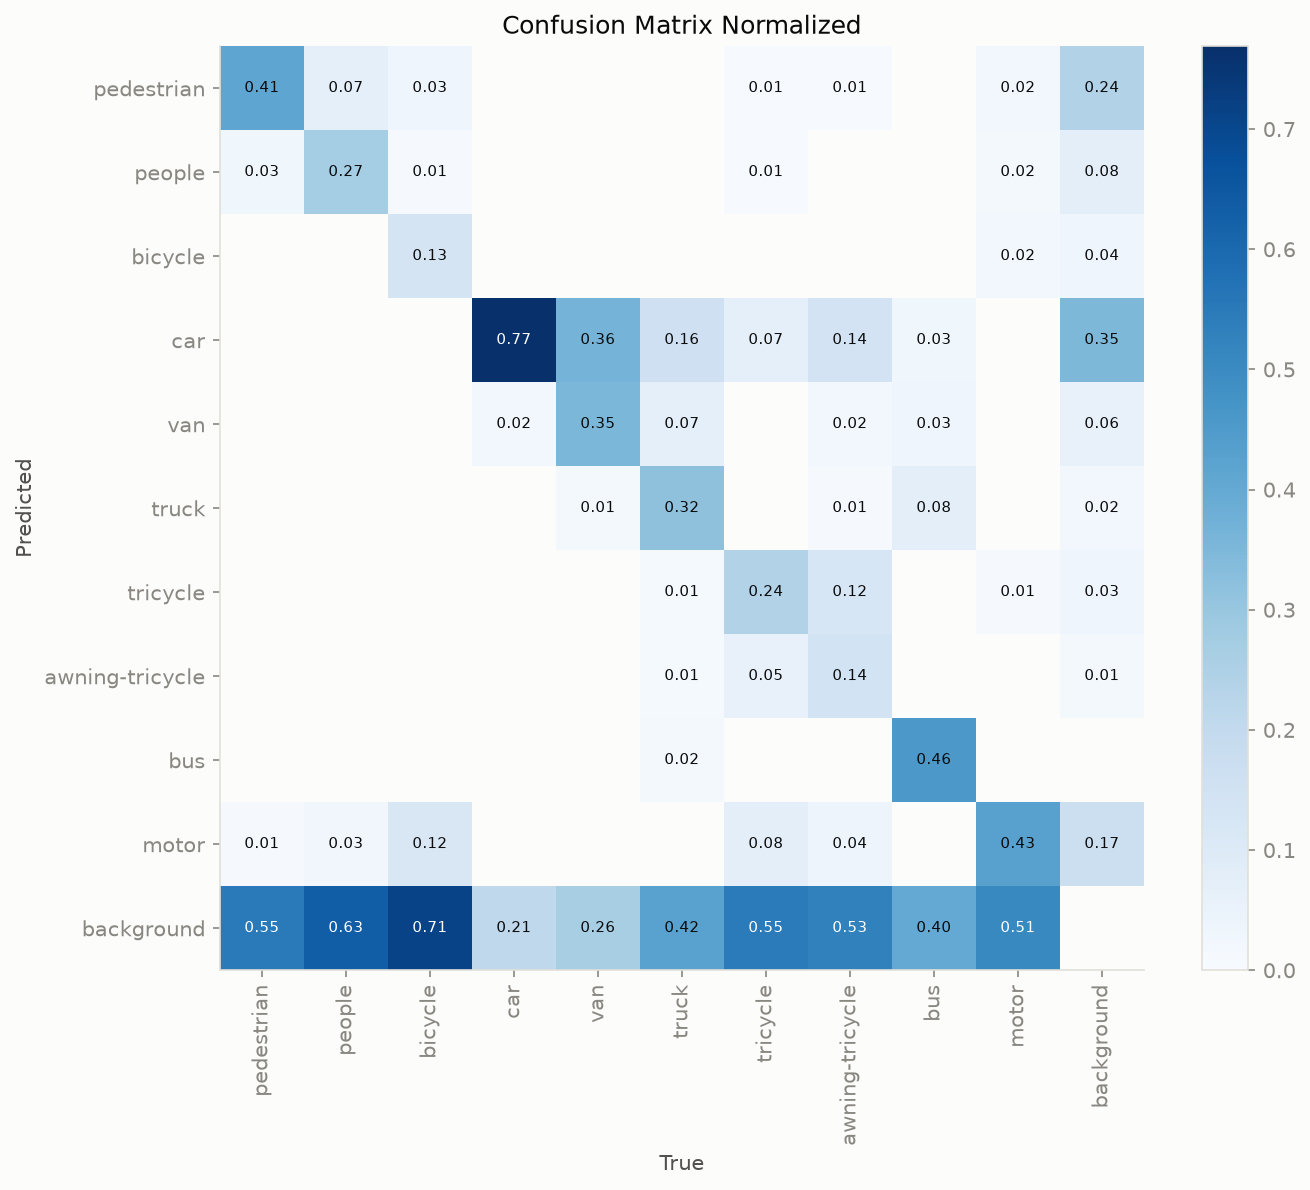 Confusion Matrix Normalized
pedestrian 0.41 0.07 0.03 0.01 0.01 0.02 0.24
people 0.03 0.27 0.01 0.01 0.02 0.08
bicycle 0.13 0.02 0.04
car 0.77 0.36 0.16 0.07 0.14 0.03 0.35
van 0.02 0.35 0.07 0.02 0.03 0.06
truck 0.01 0.32 0.01 0.08 0.02
tricycle 0.01 0.24 0.12 0.01 0.03
awning-tricycle 0.01 0.05 0.14 0.01
bus 0.02 0.46
motor 0.01 0.03 0.12 0.08 0.04 0.43 0.17
background 0.55 0.63 0.71 0.21 0.26 0.42 0.55 0.53 0.40 0.51
pedestrian people bicycle car van truck tricycle awning-tricycle bus motor background
True
Predicted
0.7
0.6
0.5
0.4
0.3
0.2
0.1
0.0